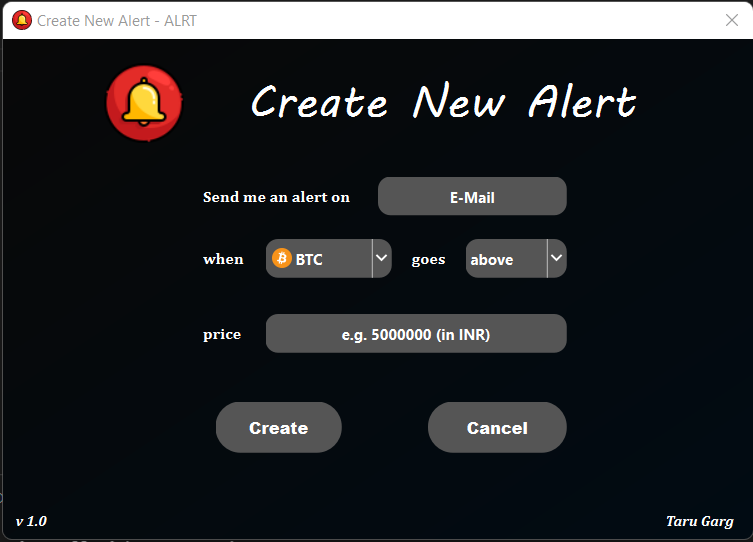 Create New Alert - ALRT
Create New Alert
Send me an alert on E-Mail
when BTC goes above
price e.g. 5000000 (in INR)
Create Cancel
v 1.0 Taru Garg